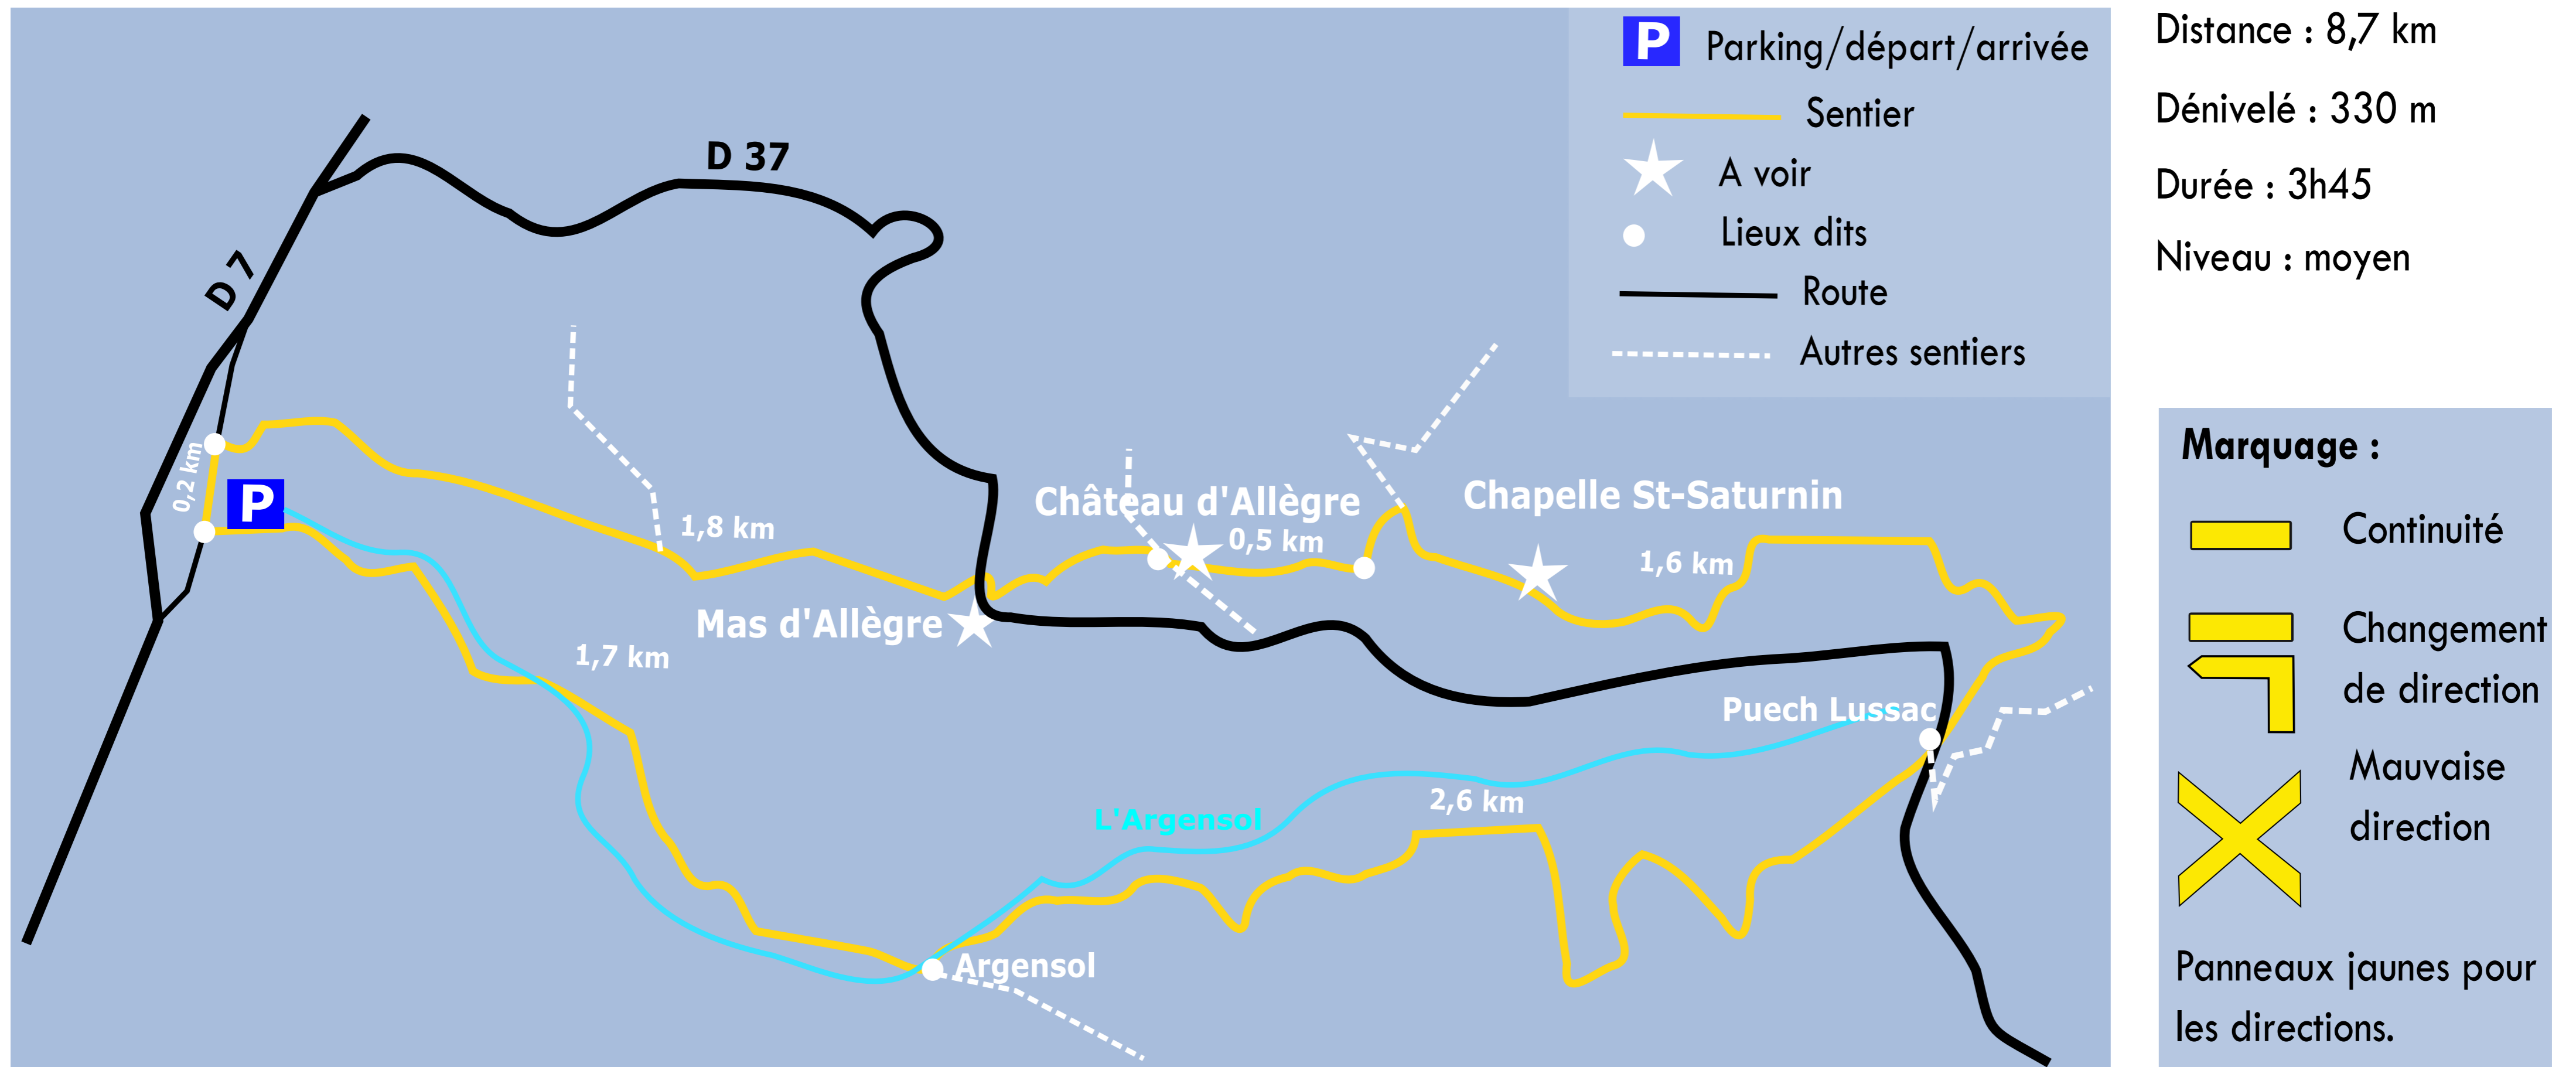 P Parking/départ/arrivée
Sentier
A voir
Lieux dits
Route
Autres sentiers
Distance : 8,7 km
Dénivelé : 330 m
Durée : 3h45
Niveau : moyen
D 37
D 7
0,2 km
P
1,8 km
Château d'Allègre
0,5 km
Chapelle St-Saturnin
1,6 km
Mas d'Allègre
1,7 km
Puech Lussac
2,6 km
L'Argensol
Argensol
Marquage :
Continuité
Changement
de direction
Mauvaise
direction
Panneaux jaunes pour
les directions.